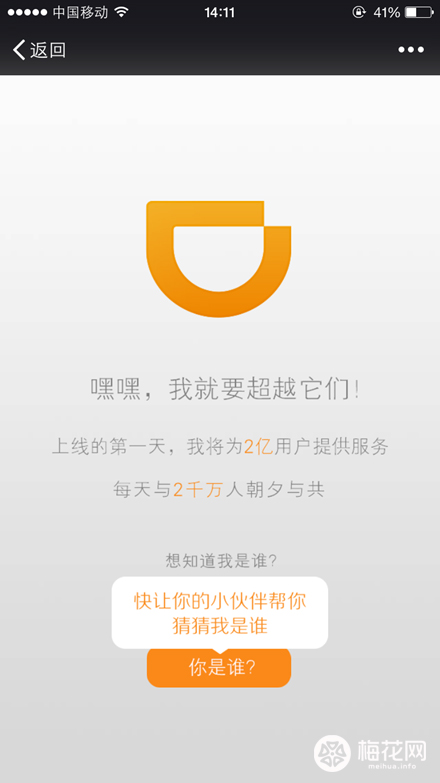 中国移动 14:11 41%
返回
嘿嘿，我就要超越它们！
上线的第一天，我将为2亿用户提供服务
每天与2千万人朝夕与共
想知道我是谁？
快让你的小伙伴帮你
猜猜我是谁
你是谁？
梅花网
meihua.info